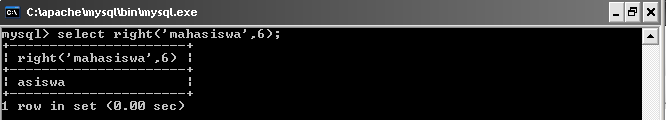 C:\apache\mysql\bin\mysql.exe
mysql> select right('mahasiswa',6);
+----------------------+
| right('mahasiswa',6) |
+----------------------+
| asiswa               |
+----------------------+
1 row in set (0.00 sec)